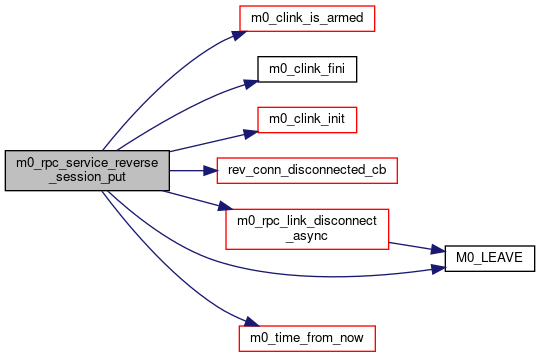 m0_clink_is_armed
m0_clink_fini
m0_clink_init
m0_rpc_service_reverse
_session_put
rev_conn_disconnected_cb
m0_rpc_link_disconnect
_async
M0_LEAVE
m0_time_from_now